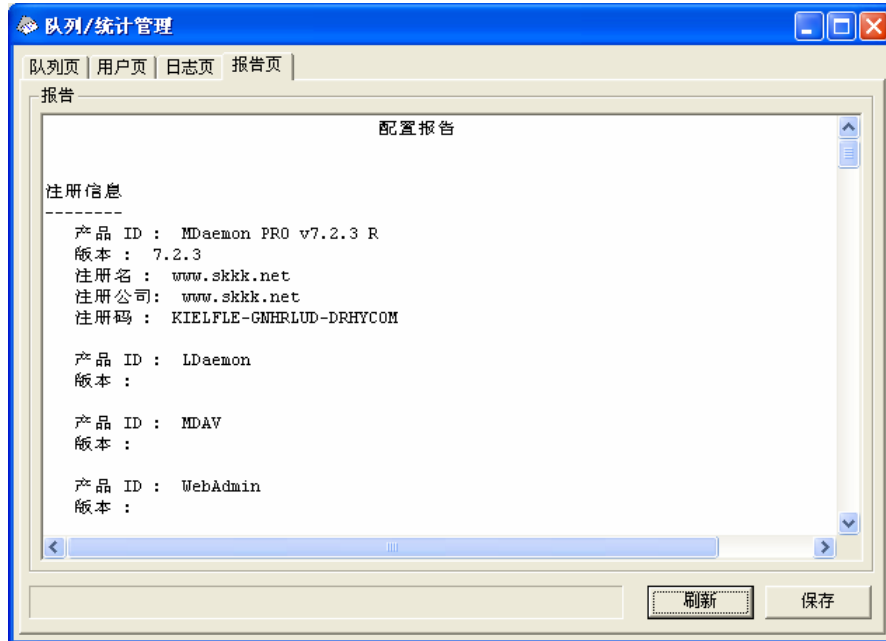 队列/统计管理
队列页 用户页 日志页 报告页
报告
配置报告
注册信息
--------
产品 ID : MDaemon PRO v7.2.3 R
版本 : 7.2.3
注册名 : www.skkk.net
注册公司: www.skkk.net
注册码 : KIELFLE-GNHRLUD-DRHYCOM
产品 ID : LDaemon
版本 :
产品 ID : MDAV
版本 :
产品 ID : WebAdmin
版本 :
刷新 保存